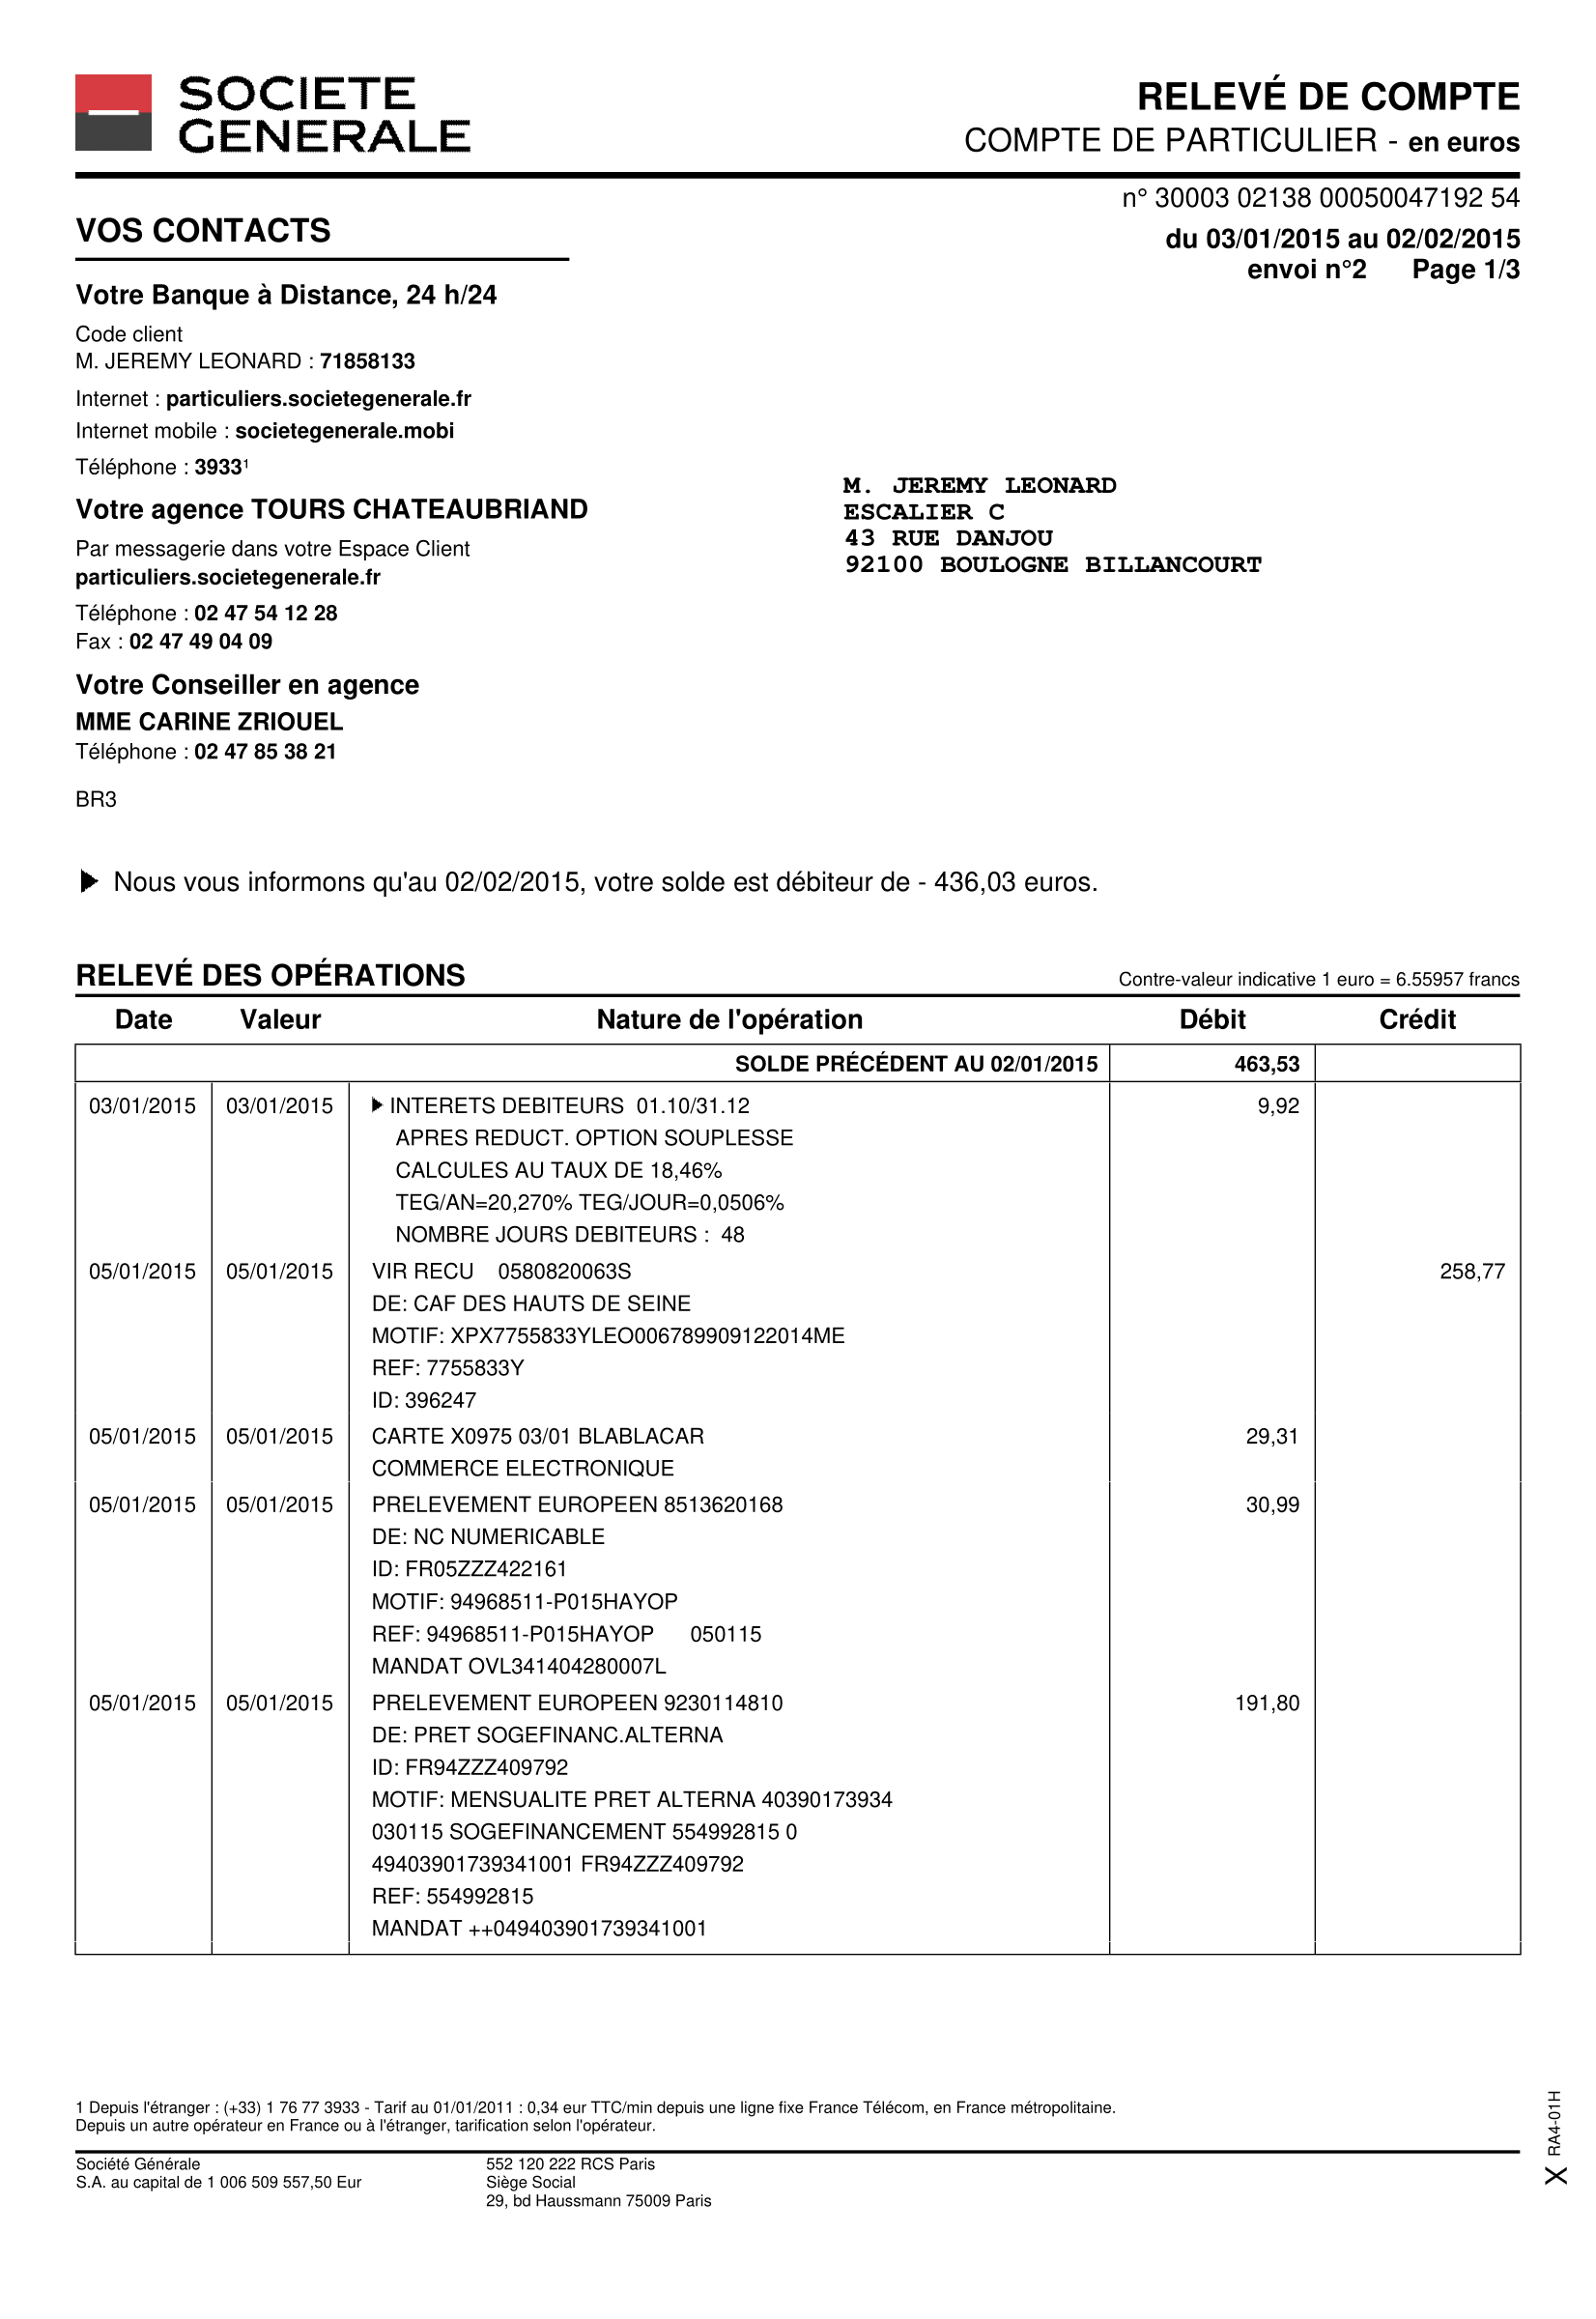 SOCIETE
GENERALE
RELEVÉ DE COMPTE
COMPTE DE PARTICULIER - en euros
n° 30003 02138 00050047192 54
du 03/01/2015 au 02/02/2015
envoi n°2 Page 1/3
VOS CONTACTS
Votre Banque à Distance, 24 h/24
Code client
M. JEREMY LEONARD : 71858133
Internet : particuliers.societegenerale.fr
Internet mobile : societegenerale.mobi
Téléphone : 3933¹
Votre agence TOURS CHATEAUBRIAND
Par messagerie dans votre Espace Client
particuliers.societegenerale.fr
Téléphone : 02 47 54 12 28
Fax : 02 47 49 04 09
Votre Conseiller en agence
MME CARINE ZRIOUEL
Téléphone : 02 47 85 38 21
BR3
M. JEREMY LEONARD
ESCALIER C
43 RUE DANJOU
92100 BOULOGNE BILLANCOURT
Nous vous informons qu'au 02/02/2015, votre solde est débiteur de - 436,03 euros.
RELEVÉ DES OPÉRATIONS Contre-valeur indicative 1 euro = 6.55957 francs
Date Valeur Nature de l'opération Débit Crédit
SOLDE PRÉCÉDENT AU 02/01/2015 463,53
03/01/2015 03/01/2015 INTERETS DEBITEURS 01.10/31.12 9,92
APRES REDUCT. OPTION SOUPLESSE
CALCULES AU TAUX DE 18,46%
TEG/AN=20,270% TEG/JOUR=0,0506%
NOMBRE JOURS DEBITEURS : 48
05/01/2015 05/01/2015 VIR RECU 0580820063S 258,77
DE: CAF DES HAUTS DE SEINE
MOTIF: XPX7755833YLEO006789909122014ME
REF: 7755833Y
ID: 396247
05/01/2015 05/01/2015 CARTE X0975 03/01 BLABLACAR 29,31
COMMERCE ELECTRONIQUE
05/01/2015 05/01/2015 PRELEVEMENT EUROPEEN 8513620168 30,99
DE: NC NUMERICABLE
ID: FR05ZZZ422161
MOTIF: 94968511-P015HAYOP
REF: 94968511-P015HAYOP 050115
MANDAT OVL341404280007L
05/01/2015 05/01/2015 PRELEVEMENT EUROPEEN 9230114810 191,80
DE: PRET SOGEFINANC.ALTERNA
ID: FR94ZZZ409792
MOTIF: MENSUALITE PRET ALTERNA 40390173934
030115 SOGEFINANCEMENT 554992815 0
49403901739341001 FR94ZZZ409792
REF: 554992815
MANDAT ++049403901739341001
1 Depuis l'étranger : (+33) 1 76 77 3933 - Tarif au 01/01/2011 : 0,34 eur TTC/min depuis une ligne fixe France Télécom, en France métropolitaine.
Depuis un autre opérateur en France ou à l'étranger, tarification selon l'opérateur.
Société Générale
S.A. au capital de 1 006 509 557,50 Eur
552 120 222 RCS Paris
Siège Social
29, bd Haussmann 75009 Paris
X RA4-01H